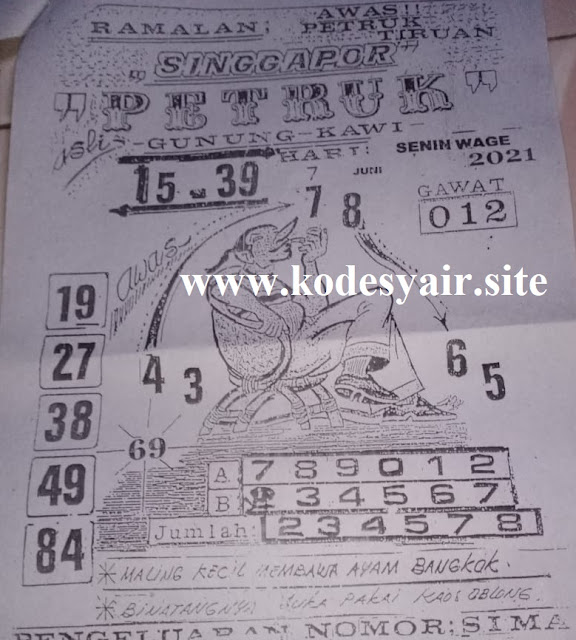 AWAS!!
RAMALAN; PETRUK
TIRUAN
"SINGGAPOR"
"PETRUK"
asli -GUNUNG-KAWI-
HARI: SENIN WAGE
7 JUNI 2021
15-39
GAWAT
012
7 8
awas
www.kodesyair.site
19
27
38
49
84
4 3
6 5
69
A 7 8 9 0 1 2
B 2 3 4 5 6 7
Jumlah: 2 3 4 5 7 8
* MALING KECIL MEMBAWA AYAM BANGKOK.
* BINATANGNYA SUKA PAKAI KAOS OBLONG.
PENGELUARAN NOMOR: SIMA